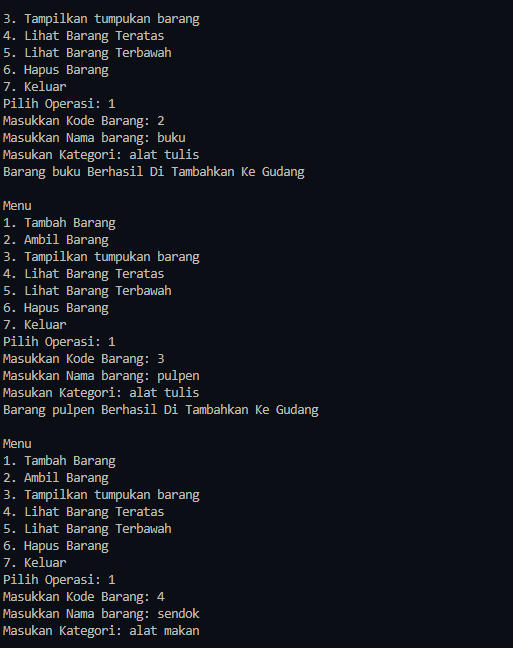 3. Tampilkan tumpukan barang
4. Lihat Barang Teratas
5. Lihat Barang Terbawah
6. Hapus Barang
7. Keluar
Pilih Operasi: 1
Masukkan Kode Barang: 2
Masukkan Nama barang: buku
Masukan Kategori: alat tulis
Barang buku Berhasil Di Tambahkan Ke Gudang

Menu
1. Tambah Barang
2. Ambil Barang
3. Tampilkan tumpukan barang
4. Lihat Barang Teratas
5. Lihat Barang Terbawah
6. Hapus Barang
7. Keluar
Pilih Operasi: 1
Masukkan Kode Barang: 3
Masukkan Nama barang: pulpen
Masukan Kategori: alat tulis
Barang pulpen Berhasil Di Tambahkan Ke Gudang

Menu
1. Tambah Barang
2. Ambil Barang
3. Tampilkan tumpukan barang
4. Lihat Barang Teratas
5. Lihat Barang Terbawah
6. Hapus Barang
7. Keluar
Pilih Operasi: 1
Masukkan Kode Barang: 4
Masukkan Nama barang: sendok
Masukan Kategori: alat makan